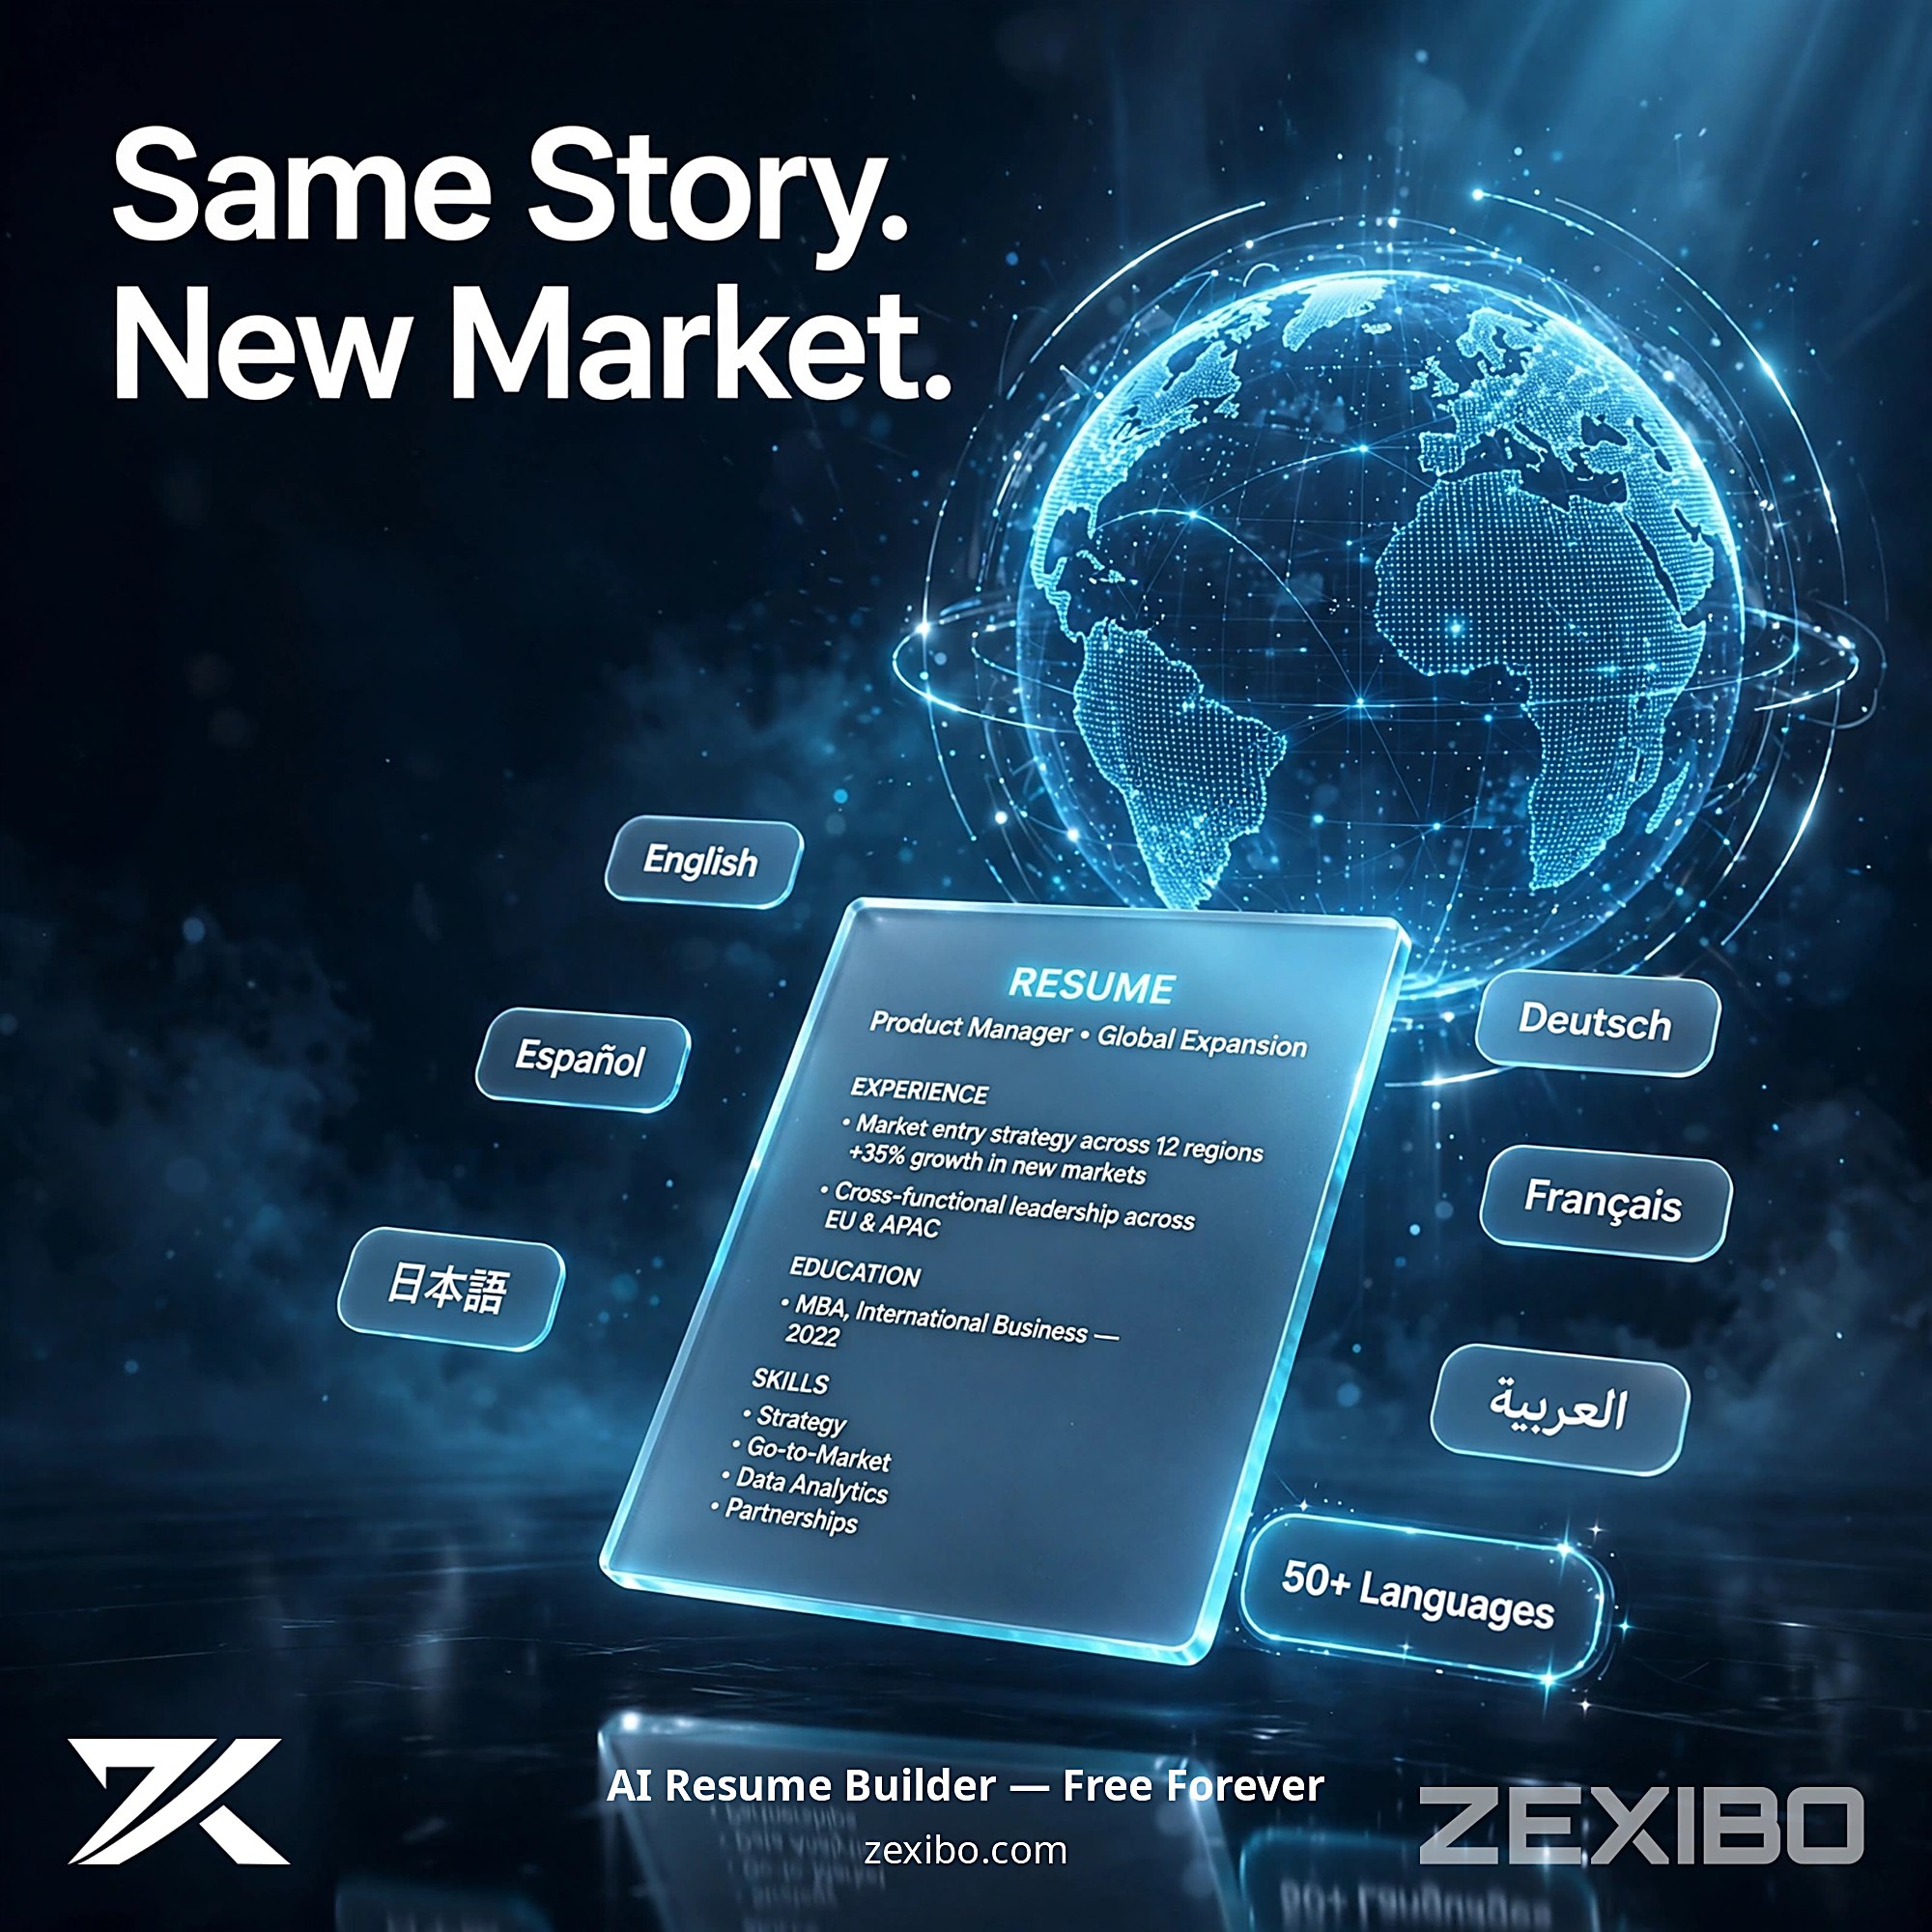 Same Story.
New Market.
English
Español
日本語
RESUME
Product Manager • Global Expansion
EXPERIENCE
• Market entry strategy across 12 regions
+35% growth in new markets
• Cross-functional leadership across
EU & APAC
EDUCATION
• MBA, International Business —
2022
SKILLS
• Strategy
• Go-to-Market
• Data Analytics
• Partnerships
Deutsch
Français
العربية
50+ Languages
AI Resume Builder — Free Forever
zexibo.com
ZEXIBO